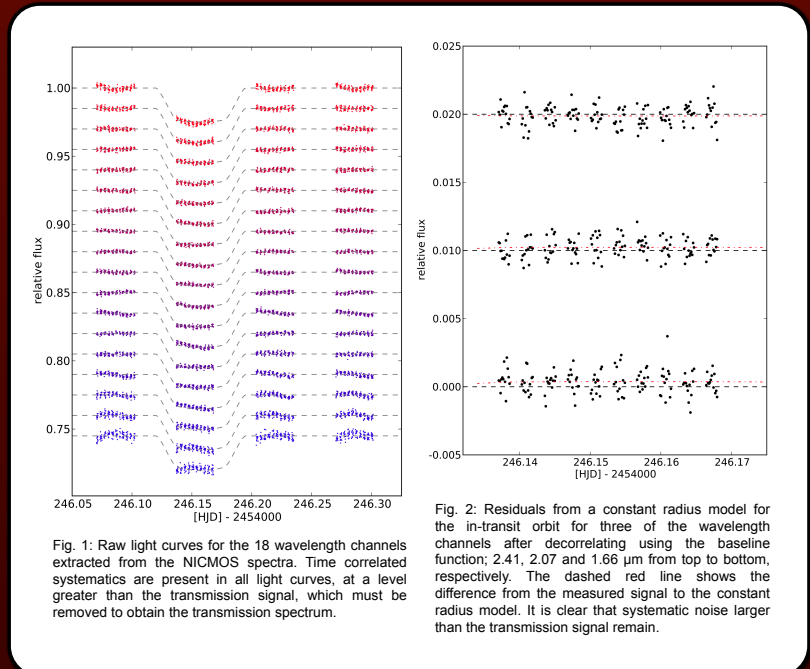 1.00
0.95
0.90
0.85
0.80
0.75
relative flux
246.05 246.10 246.15 246.20 246.25 246.30
[HJD] - 2454000
Fig. 1: Raw light curves for the 18 wavelength channels
extracted from the NICMOS spectra. Time correlated
systematics are present in all light curves, at a level
greater than the transmission signal, which must be
removed to obtain the transmission spectrum.
0.025
0.020
0.015
0.010
0.005
0.000
-0.005
relative flux
246.14 246.15 246.16 246.17
[HJD] - 2454000
Fig. 2: Residuals from a constant radius model for
the in-transit orbit for three of the wavelength
channels after decorrelating using the baseline
function; 2.41, 2.07 and 1.66 μm from top to bottom,
respectively. The dashed red line shows the
difference from the measured signal to the constant
radius model. It is clear that systematic noise larger
than the transmission signal remain.